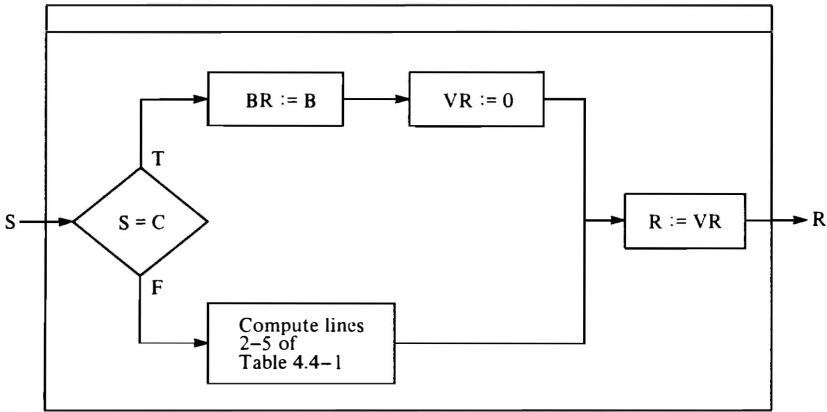 BR := B
VR := 0
T
S
S = C
R := VR
R
F
Compute lines
2–5 of
Table 4.4–1